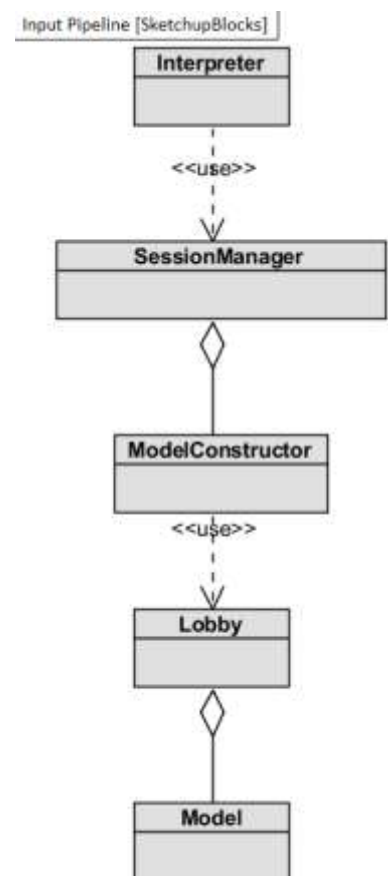 Input Pipeline [SketchupBlocks]
Interpreter
<<use>>
SessionManager
ModelConstructor
<<use>>
Lobby
Model